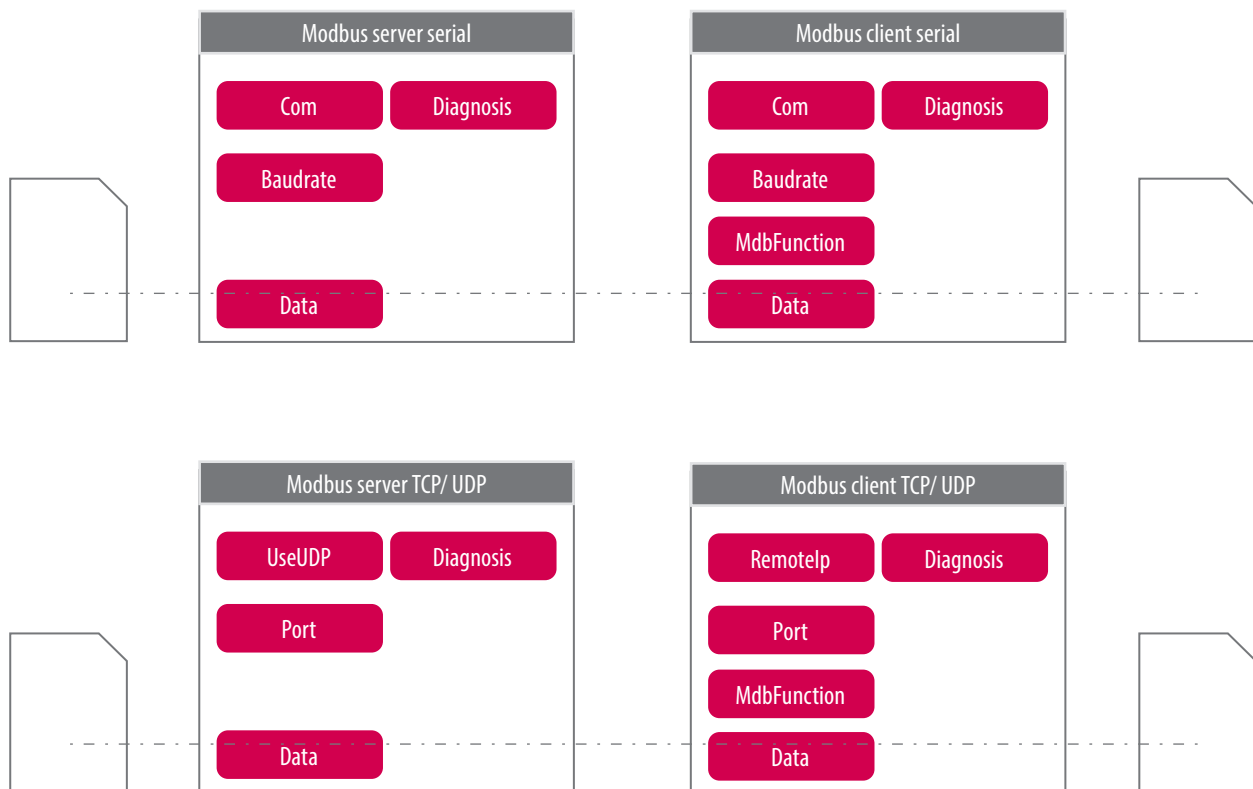 Modbus server serial
Com
Diagnosis
Baudrate
Data
Modbus client serial
Com
Diagnosis
Baudrate
MdbFunction
Data
Modbus server TCP/ UDP
UseUDP
Diagnosis
Port
Data
Modbus client TCP/ UDP
RemoteIp
Diagnosis
Port
MdbFunction
Data